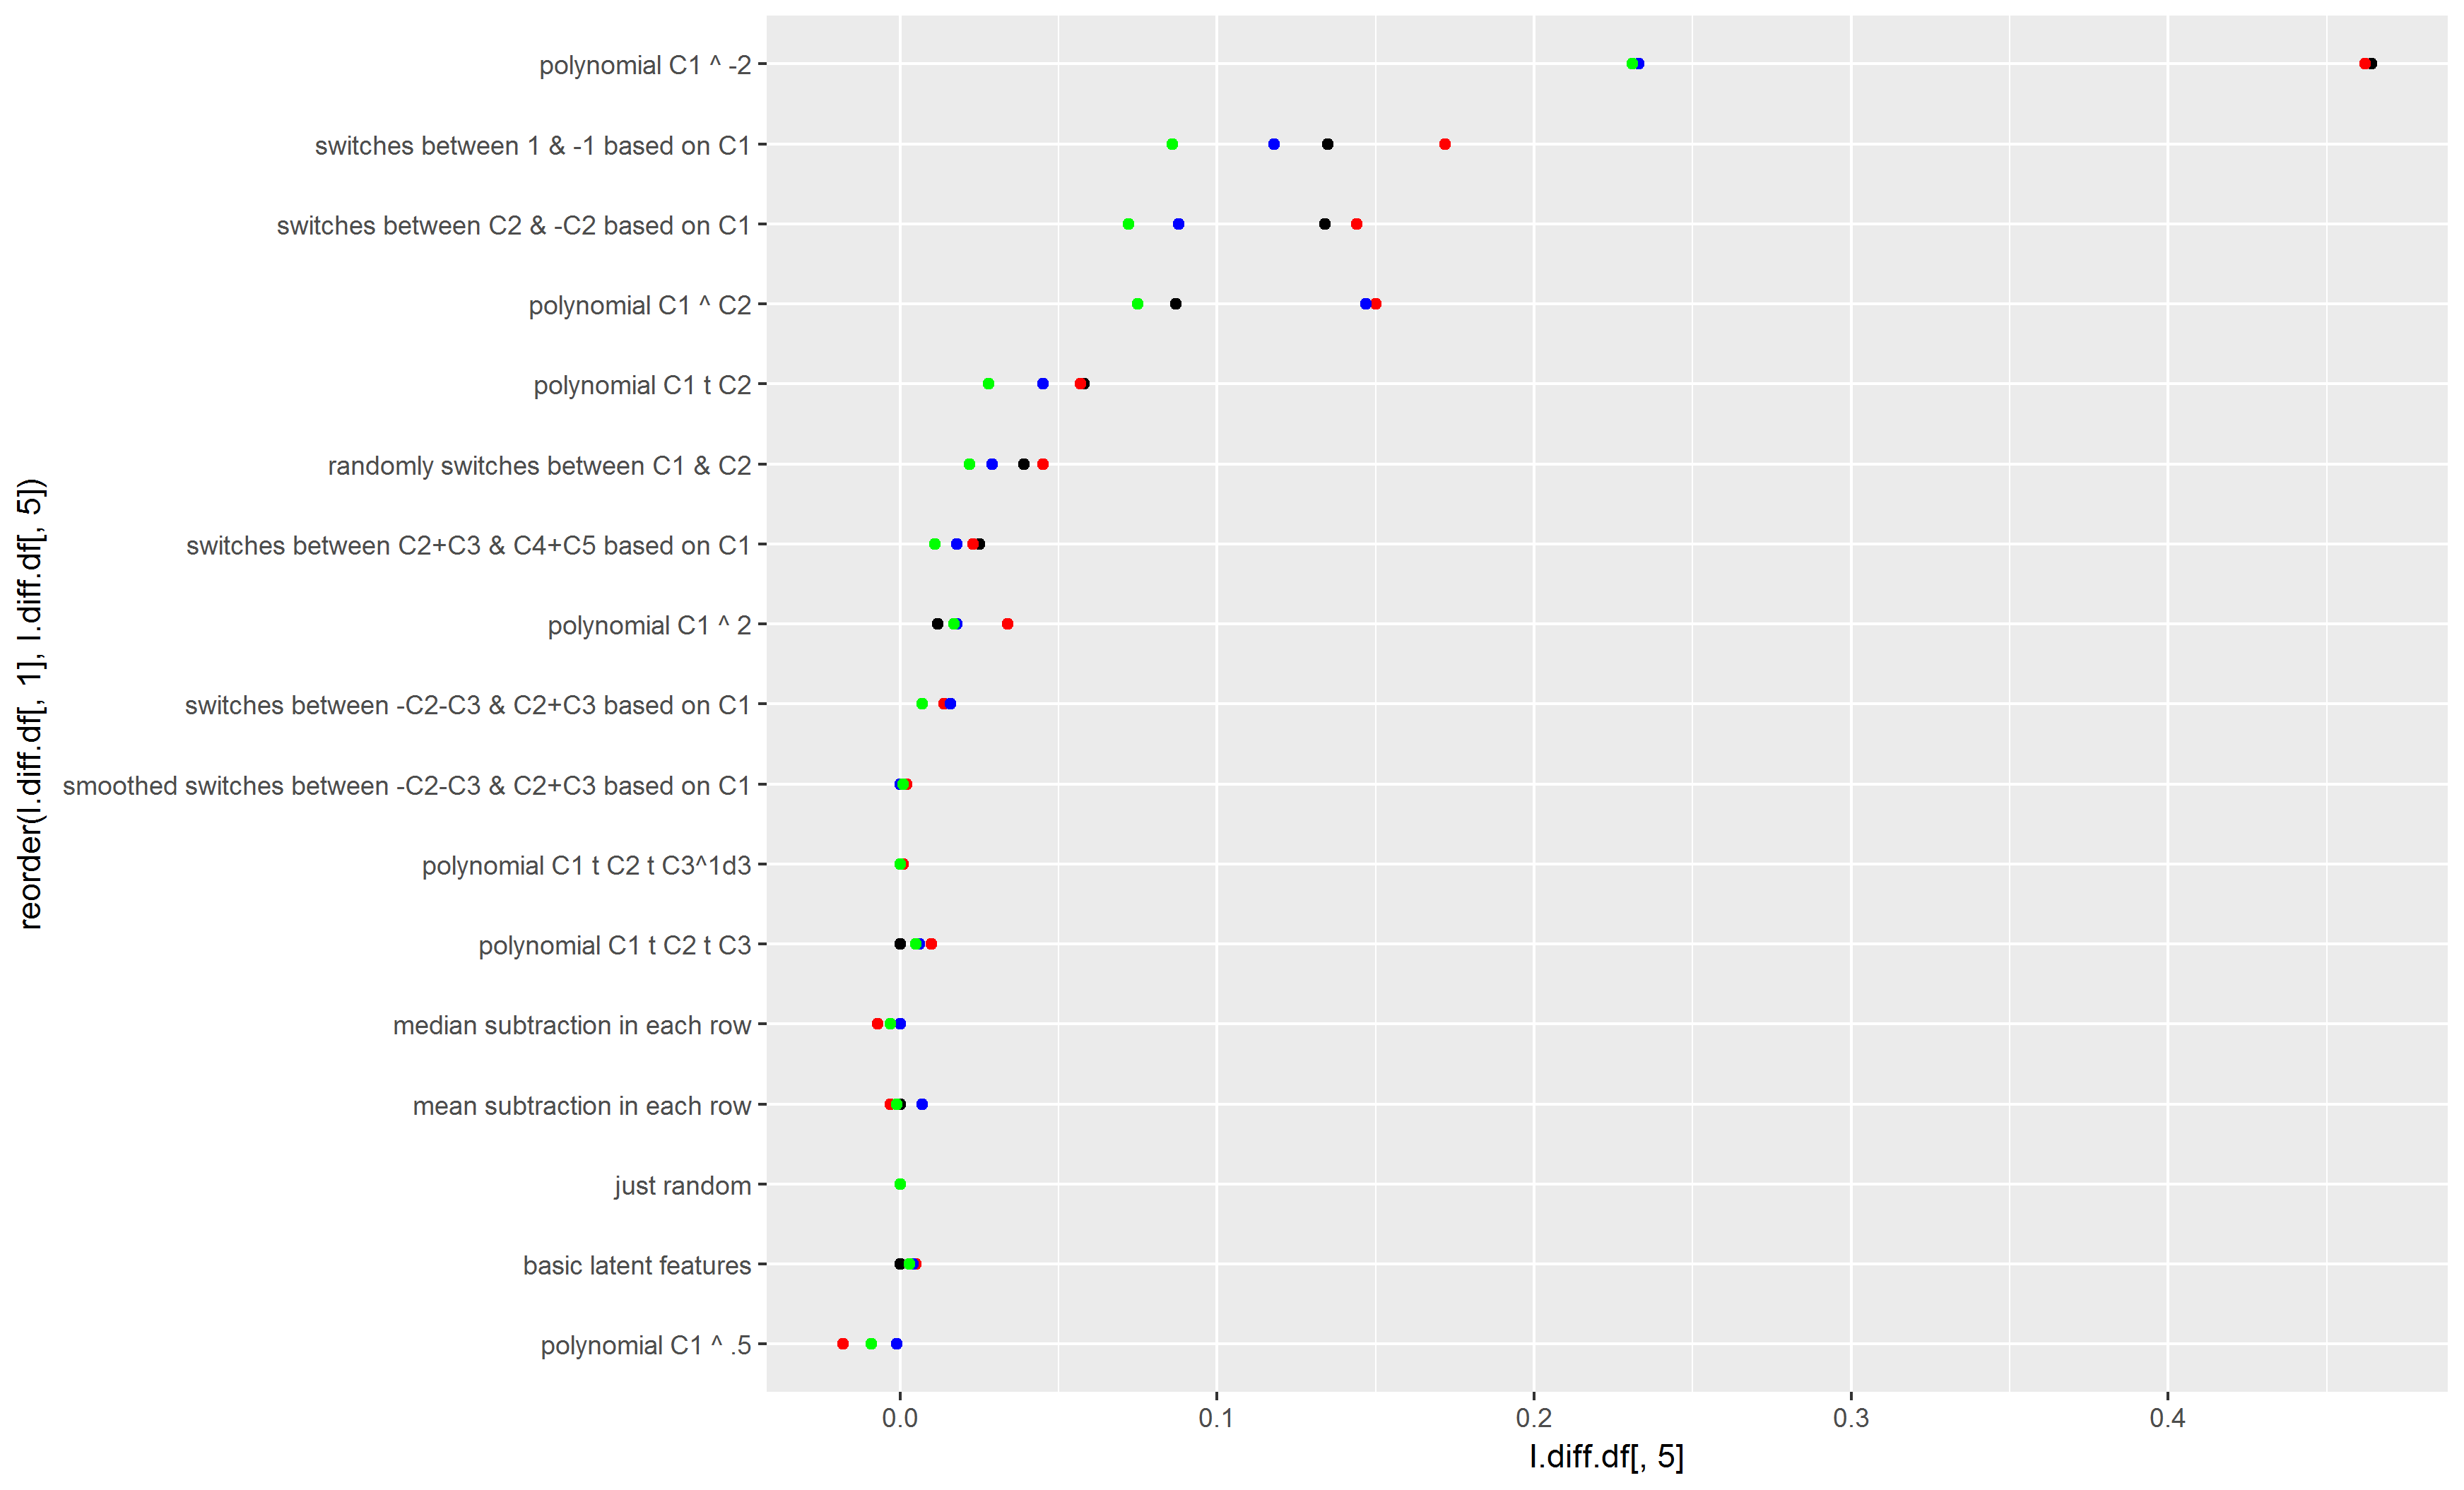 polynomial C1 ^ -2
switches between 1 & -1 based on C1
switches between C2 & -C2 based on C1
polynomial C1 ^ C2
polynomial C1 t C2
randomly switches between C1 & C2
switches between C2+C3 & C4+C5 based on C1
polynomial C1 ^ 2
switches between -C2-C3 & C2+C3 based on C1
smoothed switches between -C2-C3 & C2+C3 based on C1
polynomial C1 t C2 t C3^1d3
polynomial C1 t C2 t C3
median subtraction in each row
mean subtraction in each row
just random
basic latent features
polynomial C1 ^ .5
reorder(l.diff.df[, 1], l.diff.df[, 5])
0.0 0.1 0.2 0.3 0.4
l.diff.df[, 5]